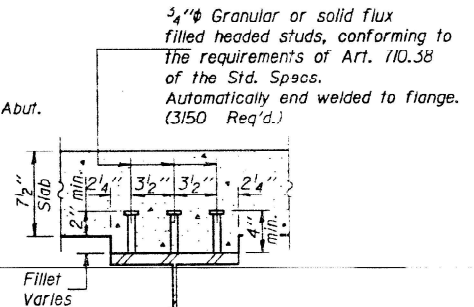 3/4"φ Granular or solid flux
filled headed studs, conforming to
the requirements of Art. 710.38
of the Std. Specs.
Automatically end welded to flange.
(3150 Req'd.)
Abut.
2 1/4" 3 1/2" 3 1/2" 2 1/4"
7 1/2" Slab
2" min.
4" min.
Fillet
Varies